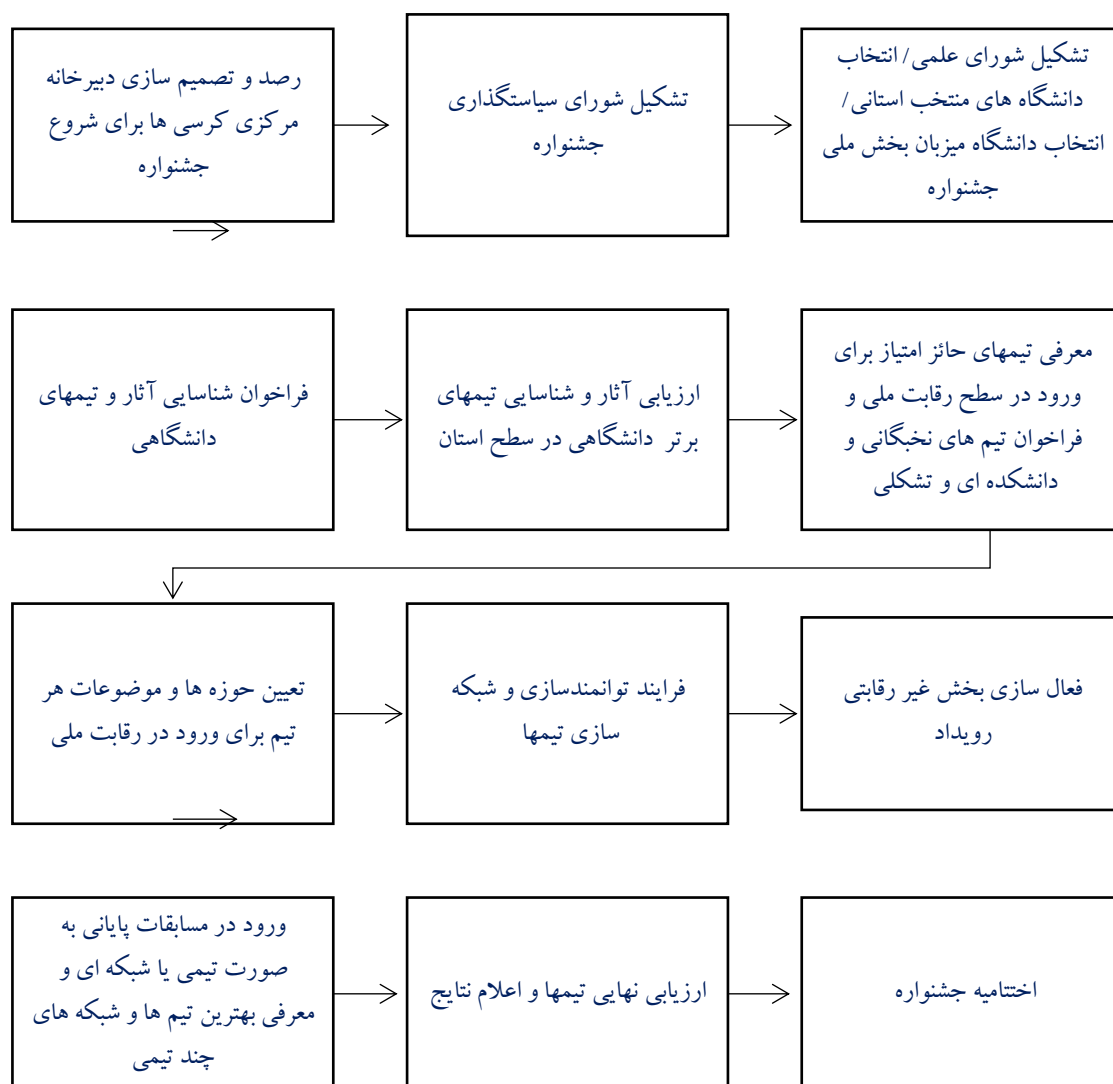 رصد و تصمیم سازی دبیرخانه
مرکزی کرسی ها برای شروع
جشنواره
تشکیل شورای سیاستگذاری
جشنواره
تشکیل شورای علمی/ انتخاب
دانشگاه های منتخب استانی/
انتخاب دانشگاه میزبان بخش ملی
جشنواره
فراخوان شناسایی آثار و تیمهای
دانشگاهی
ارزیابی آثار و شناسایی تیمهای
برتر دانشگاهی در سطح استان
معرفی تیمهای حائز امتیاز برای
ورود در سطح رقابت ملی و
فراخوان تیم های نخبگانی و
دانشکده ای و تشکلی
تعیین حوزه ها و موضوعات هر
تیم برای ورود در رقابت ملی
فرایند توانمندسازی و شبکه
سازی تیمها
فعال سازی بخش غیر رقابتی
رویداد
ورود در مسابقات پایانی به
صورت تیمی یا شبکه ای و
معرفی بهترین تیم ها و شبکه های
چند تیمی
ارزیابی نهایی تیمها و اعلام نتایج
اختتامیه جشنواره